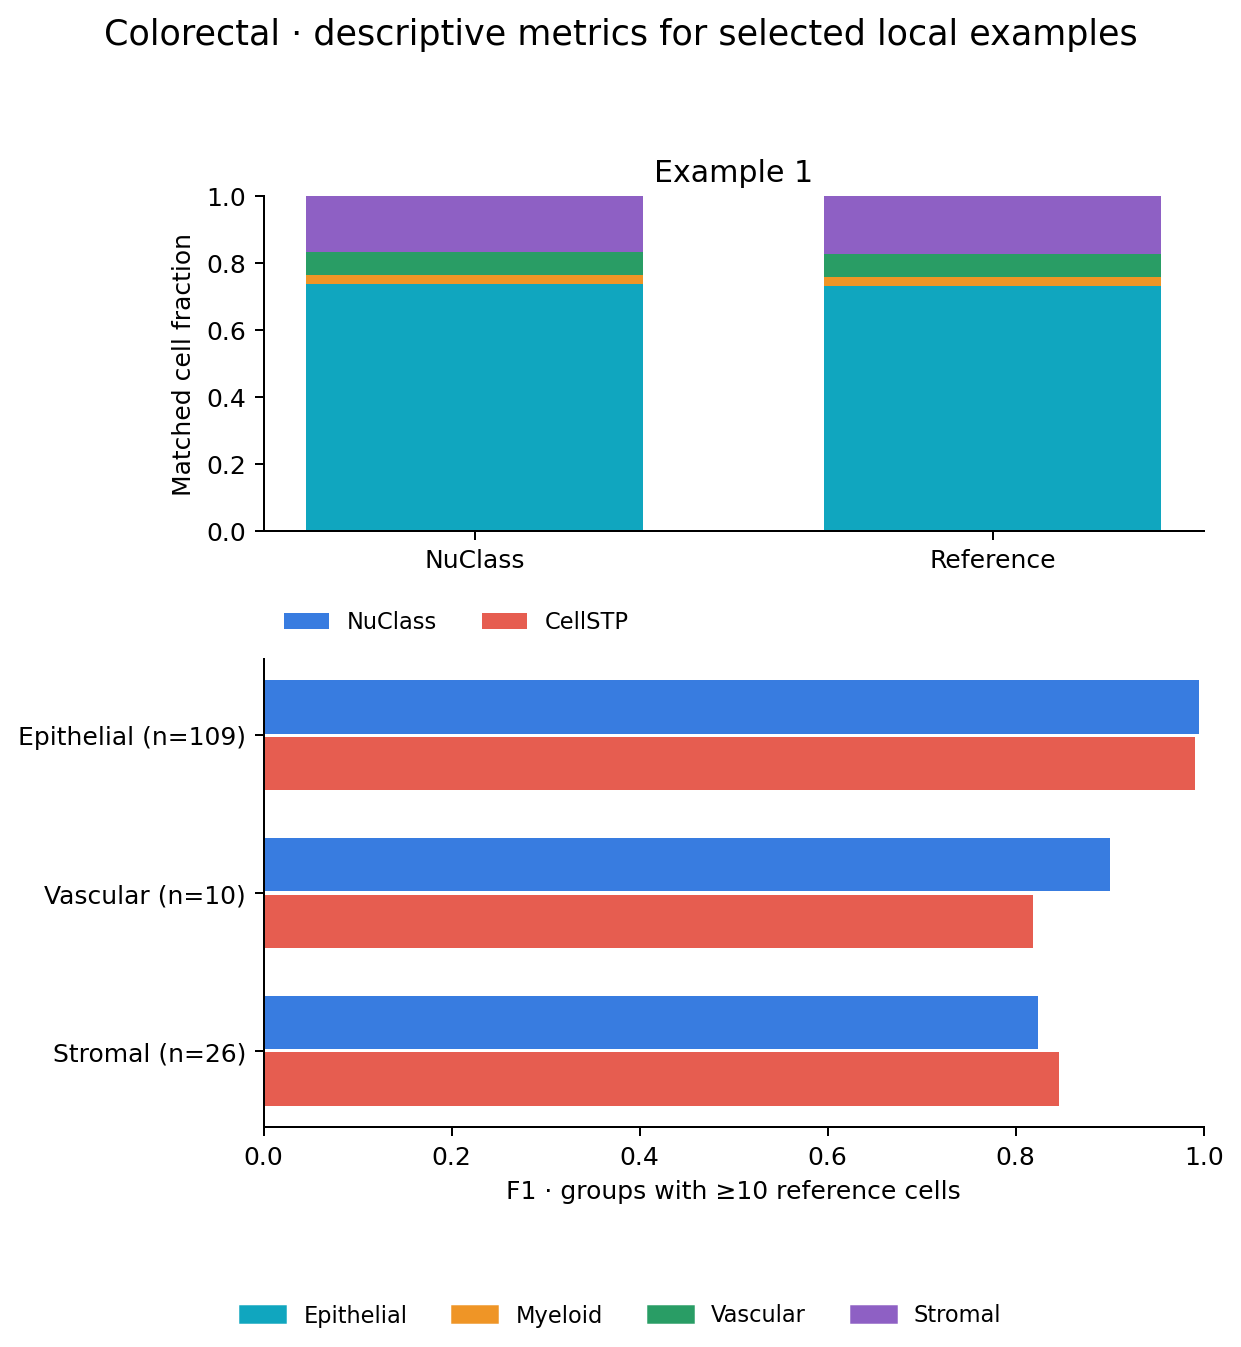 Colorectal · descriptive metrics for selected local examples
Example 1
Matched cell fraction
1.0
0.8
0.6
0.4
0.2
0.0
NuClass Reference
NuClass CellSTP
Epithelial (n=109)
Vascular (n=10)
Stromal (n=26)
0.0 0.2 0.4 0.6 0.8 1.0
F1 · groups with ≥10 reference cells
Epithelial Myeloid Vascular Stromal